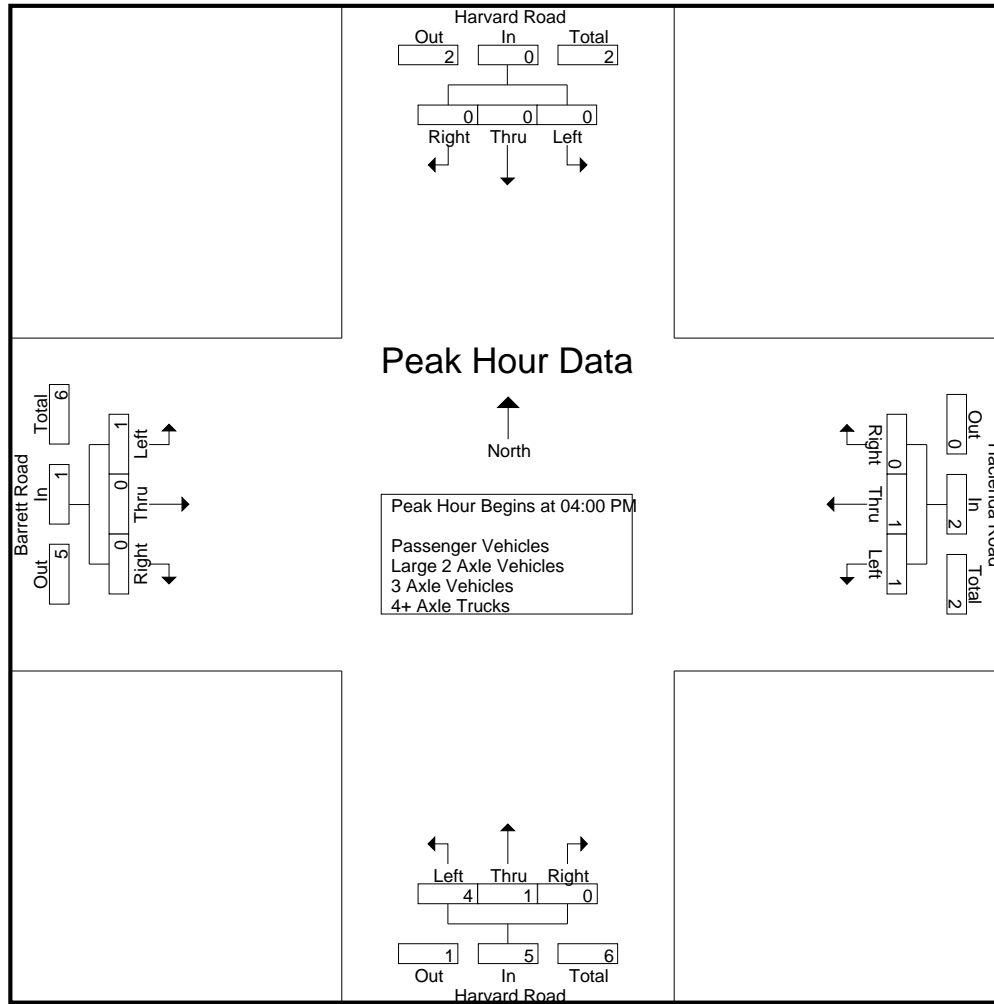 Harvard Road
Out In Total
2 0 2
0 0 0
Right Thru Left
Peak Hour Data
North
Peak Hour Begins at 04:00 PM
Passenger Vehicles
Large 2 Axle Vehicles
3 Axle Vehicles
4+ Axle Trucks
Barrett Road
Out In Total
5 1 6
Right Thru Left
0 0 1
Hacienda Road
Out In Total
0 2 2
0 1 1
Right Thru Left
Left Thru Right
4 1 0
1 5 6
Out In Total
Harvard Road